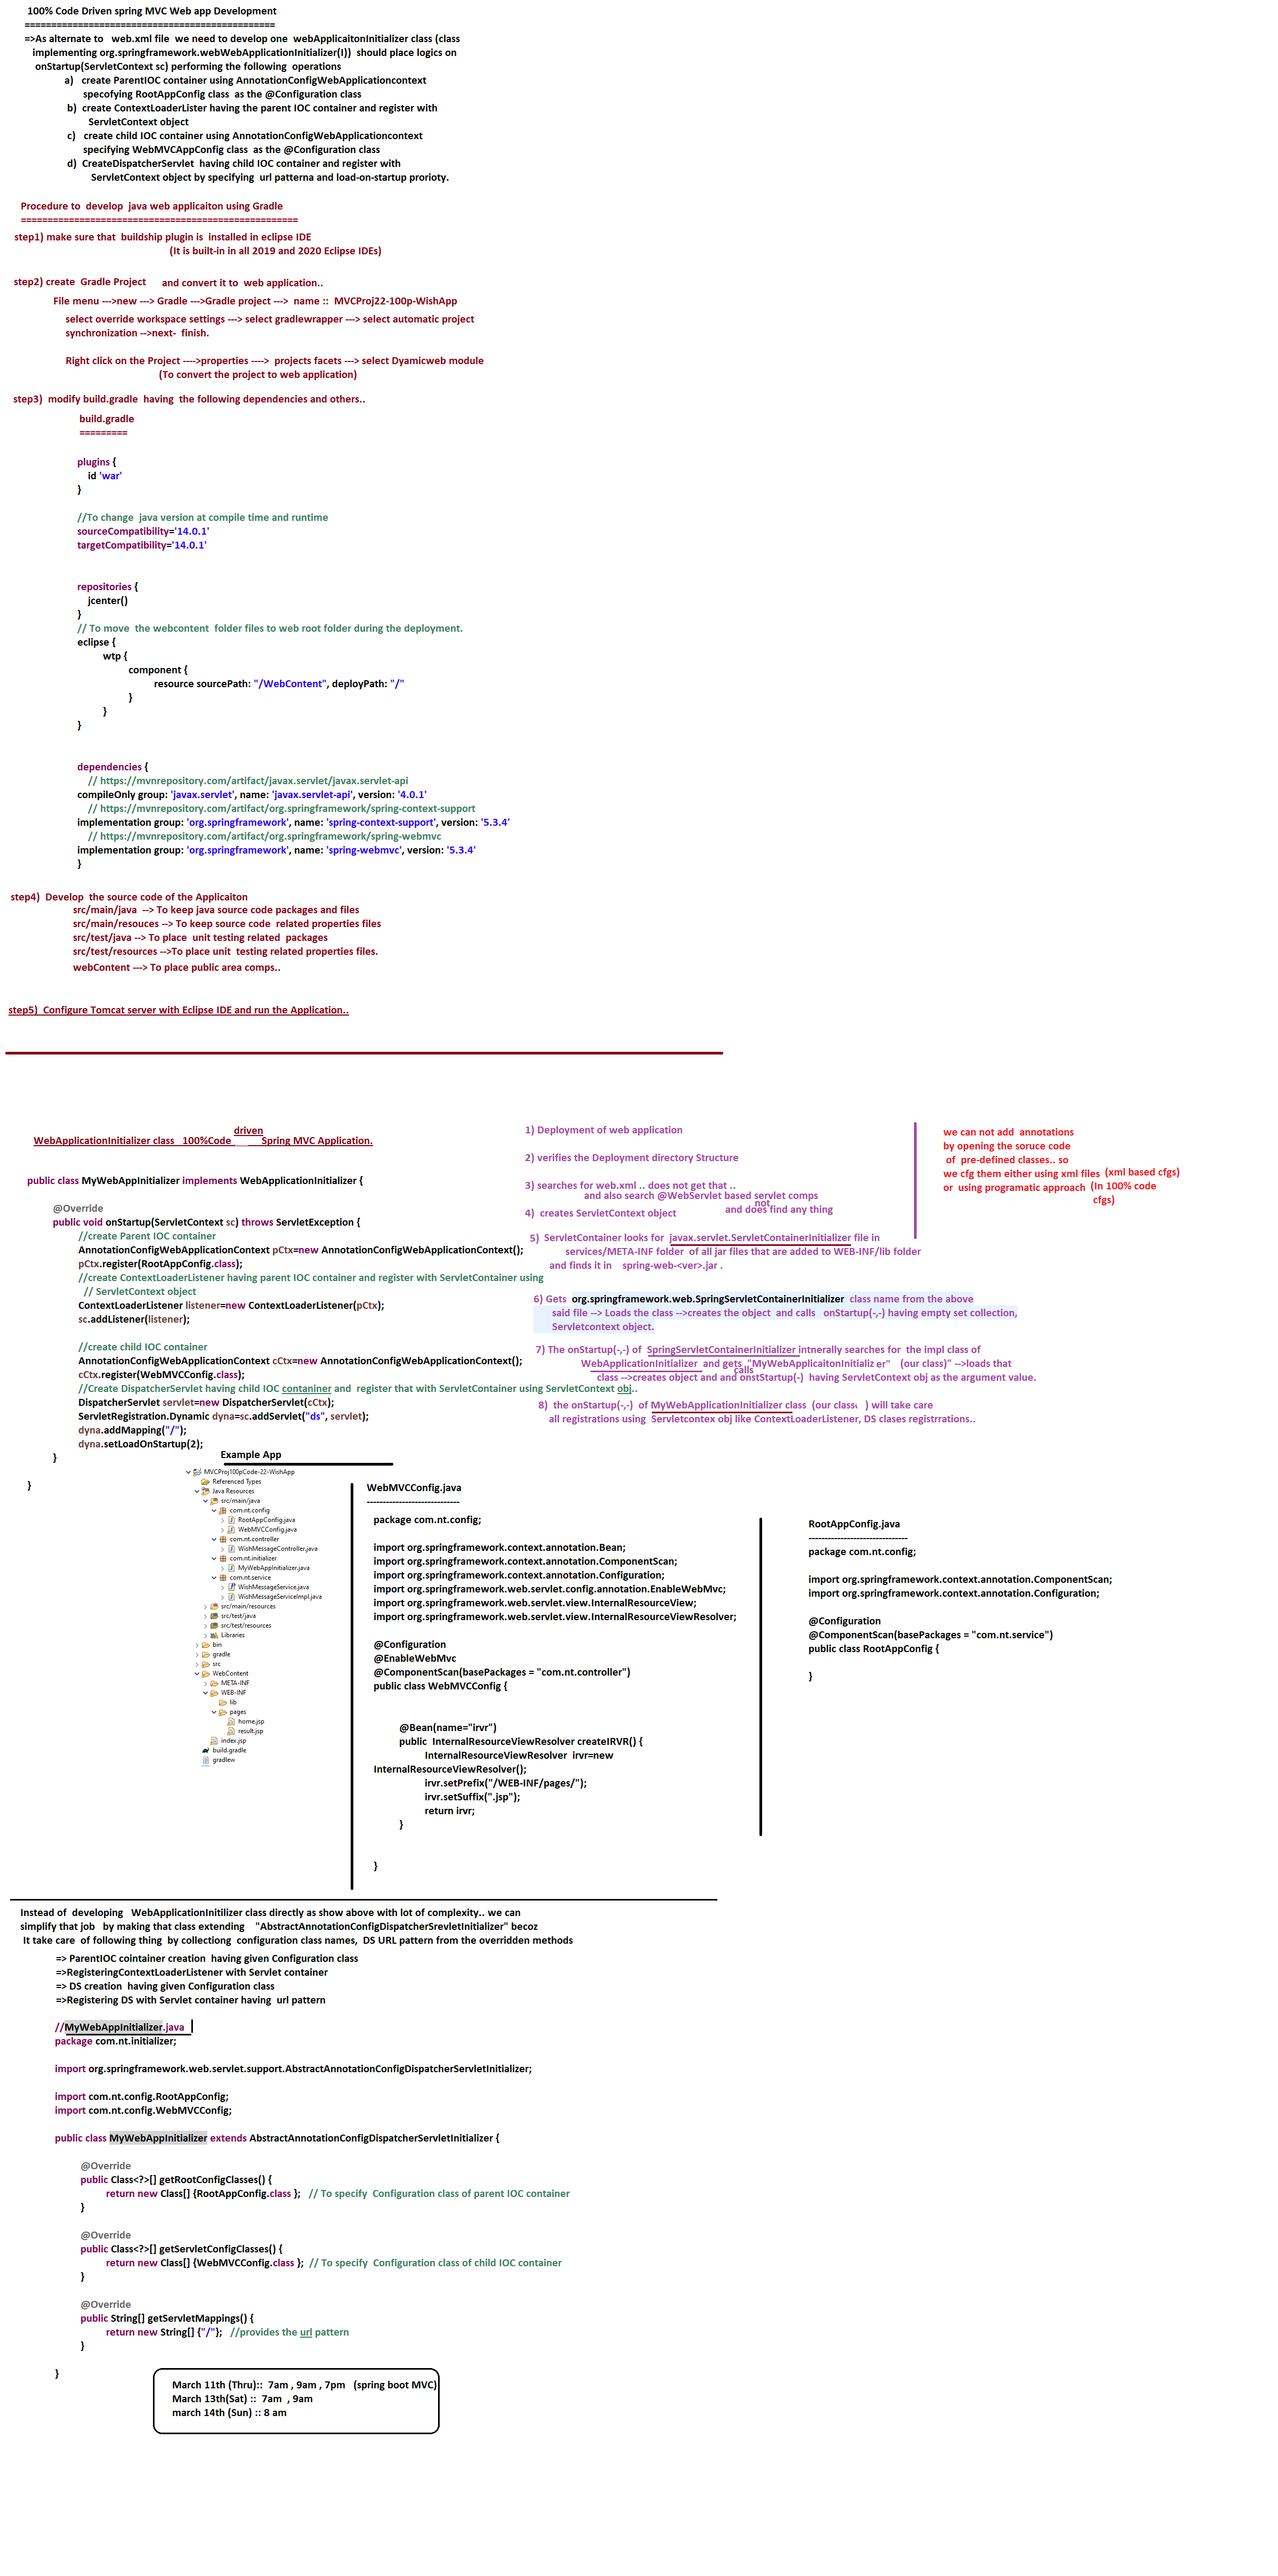 100% Code Driven spring MVC Web app Development
===============================================
=>As alternate to web.xml file we need to develop one webApplicaitonInitializer class (class
implementing org.springframework.webWebApplicationInitializer(I)) should place logics on
onStartup(ServletContext sc) performing the following operations
a) create ParentIOC container using AnnotationConfigWebApplicationcontext
specofying RootAppConfig class as the @Configuration class
b) create ContextLoaderLister having the parent IOC container and register with
ServletContext object
c) create child IOC container using AnnotationConfigWebApplicationcontext
specifying WebMVCAppConfig class as the @Configuration class
d) CreateDispatcherServlet having child IOC container and register with
ServletContext object by specifying url patterna and load-on-startup prioroty.
Procedure to develop java web applicaiton using Gradle
====================================================
step1) make sure that buildship plugin is installed in eclipse IDE
(It is built-in in all 2019 and 2020 Eclipse IDEs)
step2) create Gradle Project and convert it to web application..
File menu --->new ---> Gradle --->Gradle project ---> name :: MVCProj22-100p-WishApp
select override workspace settings ---> select gradlewrapper ---> select automatic project
synchronization -->next- finish.
Right click on the Project ---->properties ----> projects facets ---> select Dyamicweb module
(To convert the project to web application)
step3) modify build.gradle having the following dependencies and others..
build.gradle
=========
plugins {
id 'war'
}
//To change java version at compile time and runtime
sourceCompatibility='14.0.1'
targetCompatibility='14.0.1'
repositories {
jcenter()
}
// To move the webcontent folder files to web root folder during the deployment.
eclipse {
wtp {
component {
resource sourcePath: "/WebContent", deployPath: "/"
}
}
}
dependencies {
// https://mvnrepository.com/artifact/javax.servlet/javax.servlet-api
compileOnly group: 'javax.servlet', name: 'javax.servlet-api', version: '4.0.1'
// https://mvnrepository.com/artifact/org.springframework/spring-context-support
implementation group: 'org.springframework', name: 'spring-context-support', version: '5.3.4'
// https://mvnrepository.com/artifact/org.springframework/spring-webmvc
implementation group: 'org.springframework', name: 'spring-webmvc', version: '5.3.4'
}
step4) Develop the source code of the Applicaiton
src/main/java --> To keep java source code packages and files
src/main/resouces --> To keep source code related properties files
src/test/java --> To place unit testing related packages
src/test/resources -->To place unit testing related properties files.
webContent ---> To place public area comps..
step5) Configure Tomcat server with Eclipse IDE and run the Application..
driven
WebApplicationInitializer class 100%Code Spring MVC Application.
public class MyWebAppInitializer implements WebApplicationInitializer {
@Override
public void onStartup(ServletContext sc) throws ServletException {
//create Parent IOC container
AnnotationConfigWebApplicationContext pCtx=new AnnotationConfigWebApplicationContext();
pCtx.register(RootAppConfig.class);
//create ContextLoaderListener having parent IOC container and register with ServletContainer using
// ServletContext object
ContextLoaderListener listener=new ContextLoaderListener(pCtx);
sc.addListener(listener);
//create child IOC container
AnnotationConfigWebApplicationContext cCtx=new AnnotationConfigWebApplicationContext();
cCtx.register(WebMVCConfig.class);
//Create DispatcherServlet having child IOC contaniner and register that with ServletContainer using ServletContext obj..
DispatcherServlet servlet=new DispatcherServlet(cCtx);
ServletRegistration.Dynamic dyna=sc.addServlet("ds", servlet);
dyna.addMapping("/");
dyna.setLoadOnStartup(2);
}
}
1) Deployment of web application
2) verifies the Deployment directory Structure
3) searches for web.xml .. does not get that ..
and also search @WebServlet based servlet comps
not
and does find any thing
4) creates ServletContext object
5) ServletContainer looks for javax.servlet.ServletContainerInitializer file in
services/META-INF folder of all jar files that are added to WEB-INF/lib folder
and finds it in spring-web-<ver>.jar .
6) Gets org.springframework.web.SpringServletContainerInitializer class name from the above
said file --> Loads the class -->creates the object and calls onStartup(-,-) having empty set collection,
Servletcontext object.
7) The onStartup(-,-) of SpringServletContainerInitializer intnerally searches for the impl class of
WebApplicationInitializer and gets "MyWebApplicaitonInitializ er" (our class)" -->loads that
calls
class -->creates object and and onstStartup(-) having ServletContext obj as the argument value.
8) the onStartup(-,-) of MyWebApplicationInitializer class (our class ) will take care
all registrations using Servletcontex obj like ContextLoaderListener, DS clases registrrations..
we can not add annotations
by opening the soruce code
of pre-defined classes.. so
we cfg them either using xml files (xml based cfgs)
or using programatic approach (In 100% code
cfgs)
Example App
MVCProj100pCode-22-WishApp
Referenced Types
Java Resources
src/main/java
com.nt.config
RootAppConfig.java
WebMVCConfig.java
com.nt.controller
WishMessageController.java
com.nt.initializer
MyWebAppInitializer.java
com.nt.service
WishMessageService.java
WishMessageServiceImpl.java
src/main/resources
src/test/java
src/test/resources
Libraries
bin
gradle
src
WebContent
META-INF
WEB-INF
lib
pages
home.jsp
result.jsp
index.jsp
build.gradle
gradlew
WebMVCConfig.java
-----------------------------
package com.nt.config;
import org.springframework.context.annotation.Bean;
import org.springframework.context.annotation.ComponentScan;
import org.springframework.context.annotation.Configuration;
import org.springframework.web.servlet.config.annotation.EnableWebMvc;
import org.springframework.web.servlet.view.InternalResourceView;
import org.springframework.web.servlet.view.InternalResourceViewResolver;
@Configuration
@EnableWebMvc
@ComponentScan(basePackages = "com.nt.controller")
public class WebMVCConfig {
@Bean(name="irvr")
public InternalResourceViewResolver createIRVR() {
InternalResourceViewResolver irvr=new
InternalResourceViewResolver();
irvr.setPrefix("/WEB-INF/pages/");
irvr.setSuffix(".jsp");
return irvr;
}
}
RootAppConfig.java
-------------------------------
package com.nt.config;
import org.springframework.context.annotation.ComponentScan;
import org.springframework.context.annotation.Configuration;
@Configuration
@ComponentScan(basePackages = "com.nt.service")
public class RootAppConfig {
}
Instead of developing WebApplicationInitilizer class directly as show above with lot of complexity.. we can
simplify that job by making that class extending "AbstractAnnotationConfigDispatcherSrevletInitializer" becoz
It take care of following thing by collectiong configuration class names, DS URL pattern from the overridden methods
=> ParentIOC cointainer creation having given Configuration class
=>RegisteringContextLoaderListener with Servlet container
=> DS creation having given Configuration class
=>Registering DS with Servlet container having url pattern
//MyWebAppInitializer.java
package com.nt.initializer;
import org.springframework.web.servlet.support.AbstractAnnotationConfigDispatcherServletInitializer;
import com.nt.config.RootAppConfig;
import com.nt.config.WebMVCConfig;
public class MyWebAppInitializer extends AbstractAnnotationConfigDispatcherServletInitializer {
@Override
public Class<?>[] getRootConfigClasses() {
return new Class[] {RootAppConfig.class }; // To specify Configuration class of parent IOC container
}
@Override
public Class<?>[] getServletConfigClasses() {
return new Class[] {WebMVCConfig.class }; // To specify Configuration class of child IOC container
}
@Override
public String[] getServletMappings() {
return new String[] {"/"}; //provides the url pattern
}
}
March 11th (Thru):: 7am , 9am , 7pm (spring boot MVC)
March 13th(Sat) :: 7am , 9am
march 14th (Sun) :: 8 am